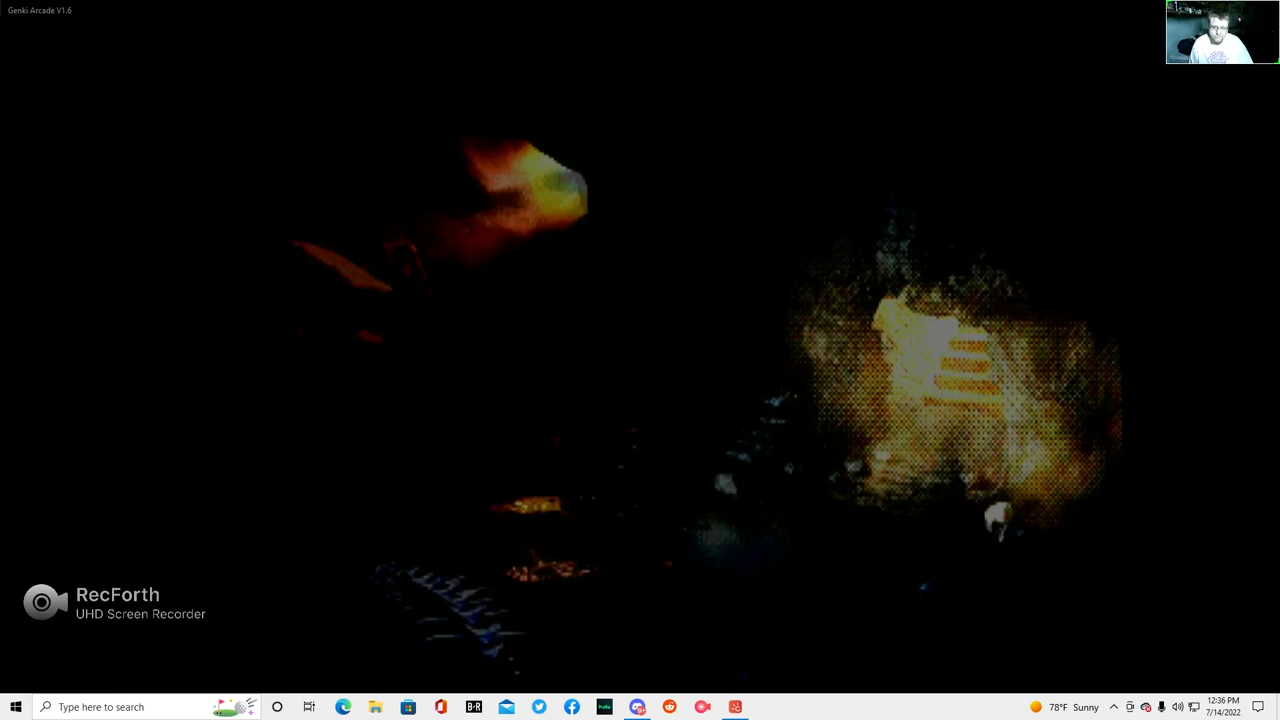 Genki Arcade V1.6
RecForth
UHD Screen Recorder
Type here to search
B R
hulu
78°F Sunny
12:36 PM
7/14/2022